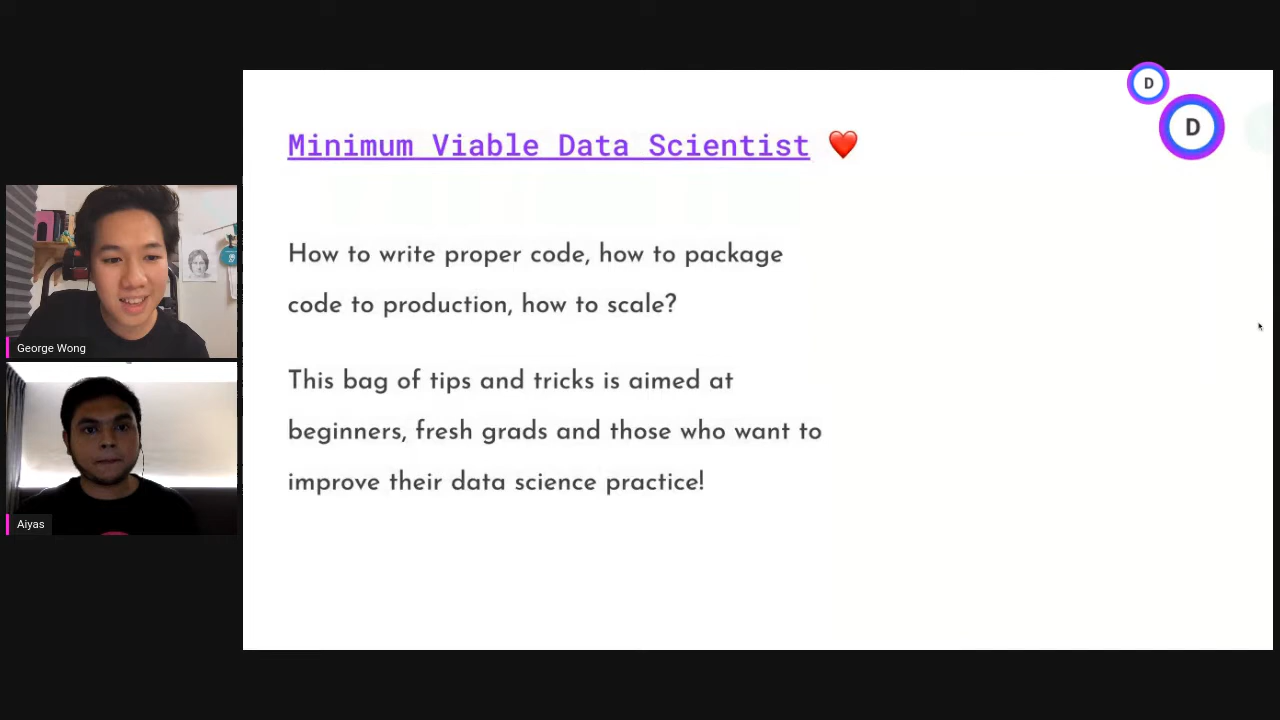 D
D
Minimum Viable Data Scientist ❤️
How to write proper code, how to package
code to production, how to scale?
This bag of tips and tricks is aimed at
beginners, fresh grads and those who want to
improve their data science practice!
George Wong
Aiyas